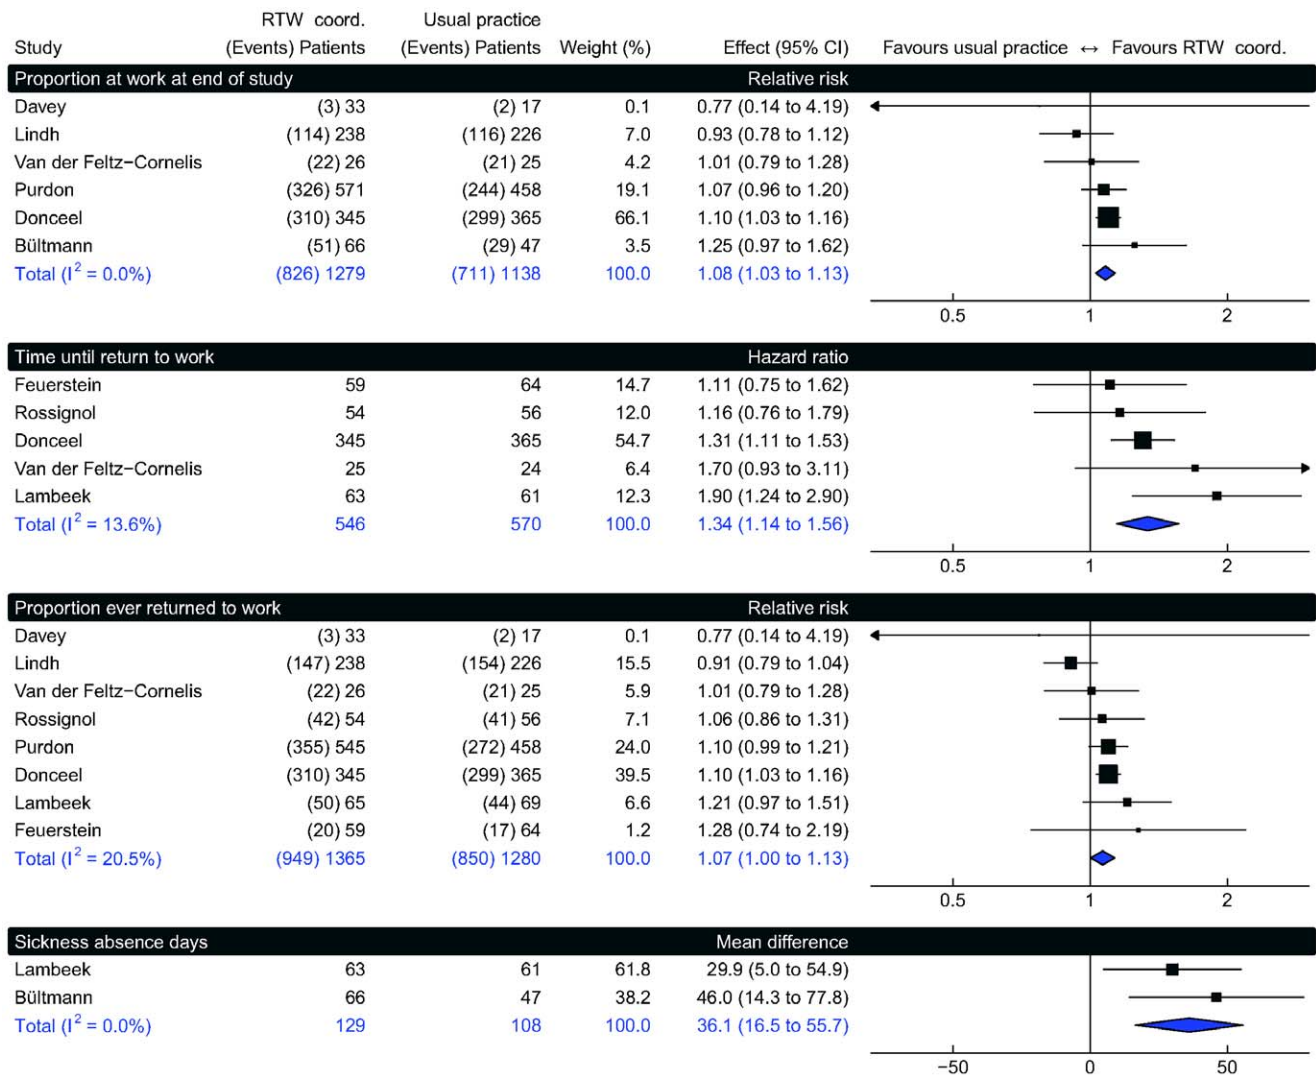 RTW coord. Usual practice
Study (Events) Patients (Events) Patients Weight (%) Effect (95% CI) Favours usual practice ↔ Favours RTW coord.
Proportion at work at end of study Relative risk
Davey (3) 33 (2) 17 0.1 0.77 (0.14 to 4.19)
Lindh (114) 238 (116) 226 7.0 0.93 (0.78 to 1.12)
Van der Feltz−Cornelis (22) 26 (21) 25 4.2 1.01 (0.79 to 1.28)
Purdon (326) 571 (244) 458 19.1 1.07 (0.96 to 1.20)
Donceel (310) 345 (299) 365 66.1 1.10 (1.03 to 1.16)
Bültmann (51) 66 (29) 47 3.5 1.25 (0.97 to 1.62)
Total (I² = 0.0%) (826) 1279 (711) 1138 100.0 1.08 (1.03 to 1.13)
0.5 1 2
Time until return to work Hazard ratio
Feuerstein 59 64 14.7 1.11 (0.75 to 1.62)
Rossignol 54 56 12.0 1.16 (0.76 to 1.79)
Donceel 345 365 54.7 1.31 (1.11 to 1.53)
Van der Feltz−Cornelis 25 24 6.4 1.70 (0.93 to 3.11)
Lambeek 63 61 12.3 1.90 (1.24 to 2.90)
Total (I² = 13.6%) 546 570 100.0 1.34 (1.14 to 1.56)
0.5 1 2
Proportion ever returned to work Relative risk
Davey (3) 33 (2) 17 0.1 0.77 (0.14 to 4.19)
Lindh (147) 238 (154) 226 15.5 0.91 (0.79 to 1.04)
Van der Feltz−Cornelis (22) 26 (21) 25 5.9 1.01 (0.79 to 1.28)
Rossignol (42) 54 (41) 56 7.1 1.06 (0.86 to 1.31)
Purdon (355) 545 (272) 458 24.0 1.10 (0.99 to 1.21)
Donceel (310) 345 (299) 365 39.5 1.10 (1.03 to 1.16)
Lambeek (50) 65 (44) 69 6.6 1.21 (0.97 to 1.51)
Feuerstein (20) 59 (17) 64 1.2 1.28 (0.74 to 2.19)
Total (I² = 20.5%) (949) 1365 (850) 1280 100.0 1.07 (1.00 to 1.13)
0.5 1 2
Sickness absence days Mean difference
Lambeek 63 61 61.8 29.9 (5.0 to 54.9)
Bültmann 66 47 38.2 46.0 (14.3 to 77.8)
Total (I² = 0.0%) 129 108 100.0 36.1 (16.5 to 55.7)
−50 0 50